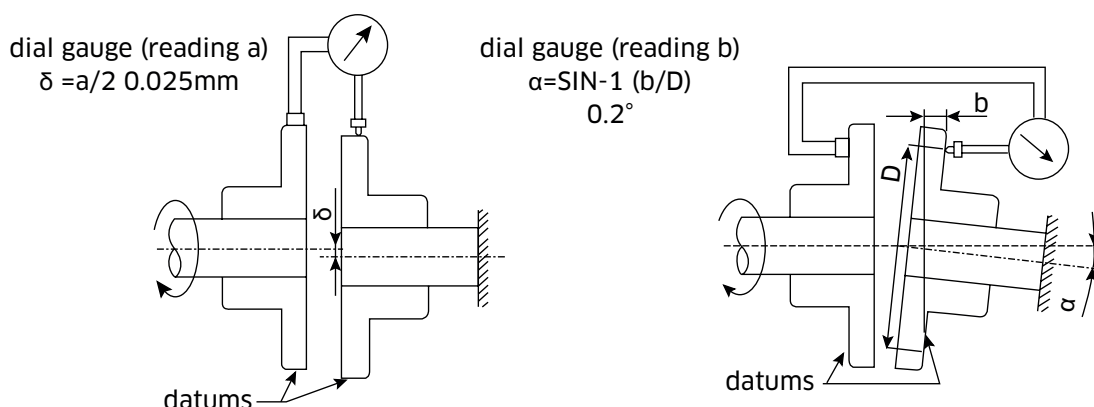 dial gauge (reading a)
δ =a/2 0.025mm
δ
datums
dial gauge (reading b)
α=SIN-1 (b/D)
0.2°
b
D
α
datums